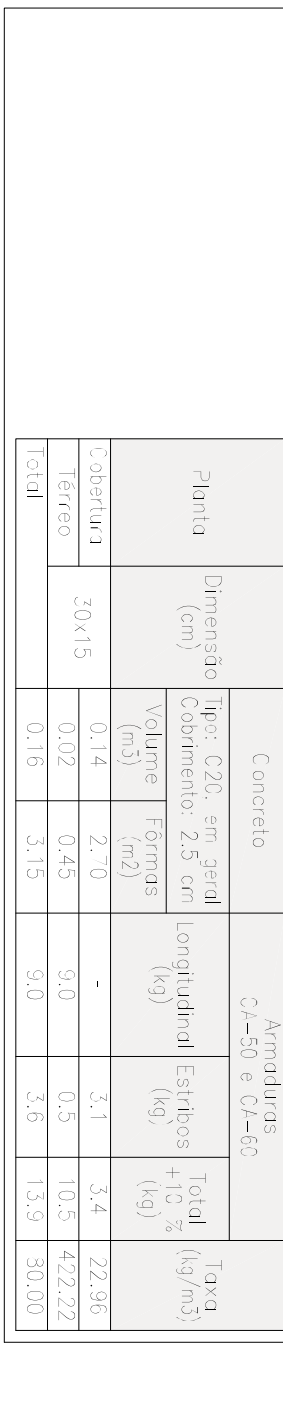 Planta
Dimensão
(cm)
Concreto
Armaduras
CA-50 e CA-60
Taxa
(kg/m3)
Tipo: C20, em geral
Cobrimento: 2.5 cm
Longitudinal
(kg)
Estribos
(kg)
Total
+10 %
(kg)
Volume
(m3)
Fôrmas
(m2)
Cobertura 30x15 0.14 2.70 - 3.1 3.4 22.96
Térreo 0.02 0.45 9.0 0.5 10.5 422.22
Total 0.16 3.15 9.0 3.6 13.9 80.00